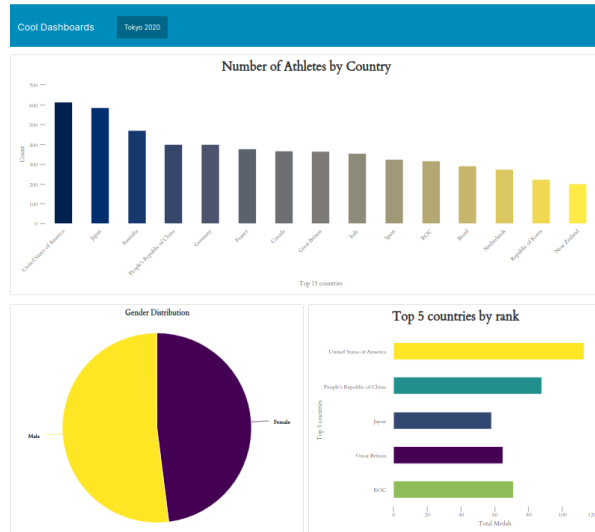 Cool Dashboards
Tokyo 2020
Number of Athletes by Country
700
600
500
400
300
200
100
0
Count
United States of America
Japan
Australia
People's Republic of China
Germany
France
Canada
Great Britain
Italy
Spain
ROC
Brazil
Netherlands
Republic of Korea
New Zealand
Top 15 countries
Gender Distribution
Male
Female
Top 5 countries by rank
Top 5 countries
United States of America
People's Republic of China
Japan
Great Britain
ROC
0 20 40 60 80 100 120
Total Medals